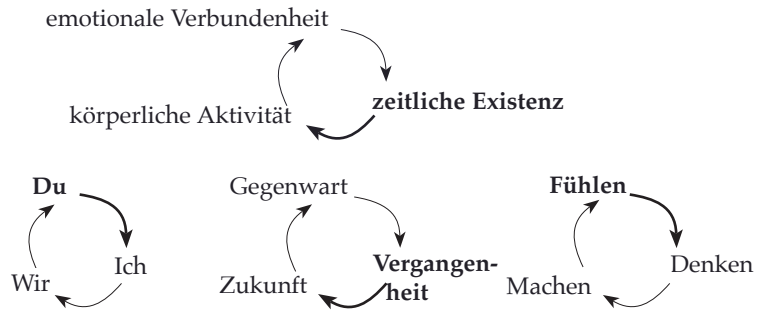 emotionale Verbundenheit
zeitliche Existenz
körperliche Aktivität
Du
Ich
Wir
Gegenwart
Vergangen-
heit
Zukunft
Fühlen
Denken
Machen